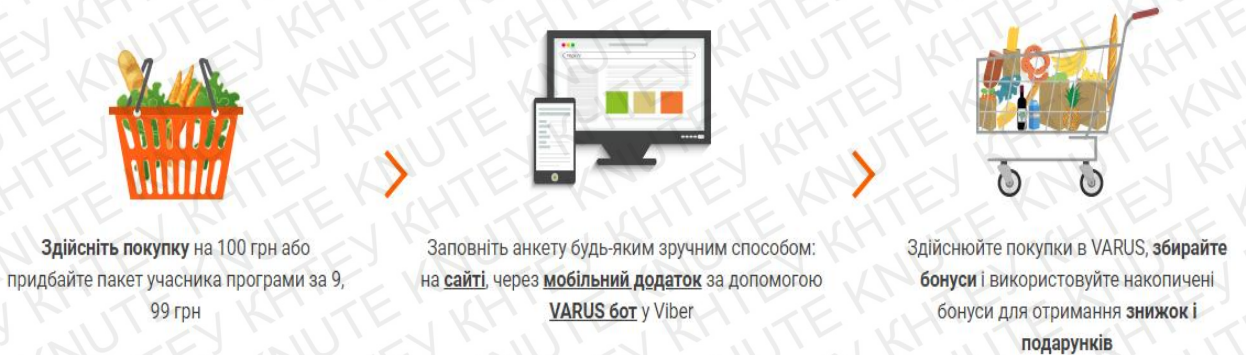 Здійсніть покупку на 100 грн або
придбайте пакет учасника програми за 9,
99 грн
Заповніть анкету будь-яким зручним способом:
на сайті, через мобільний додаток за допомогою
VARUS бот у Viber
Здійснюйте покупки в VARUS, збирайте
бонуси і використовуйте накопичені
бонуси для отримання знижок і
подарунків